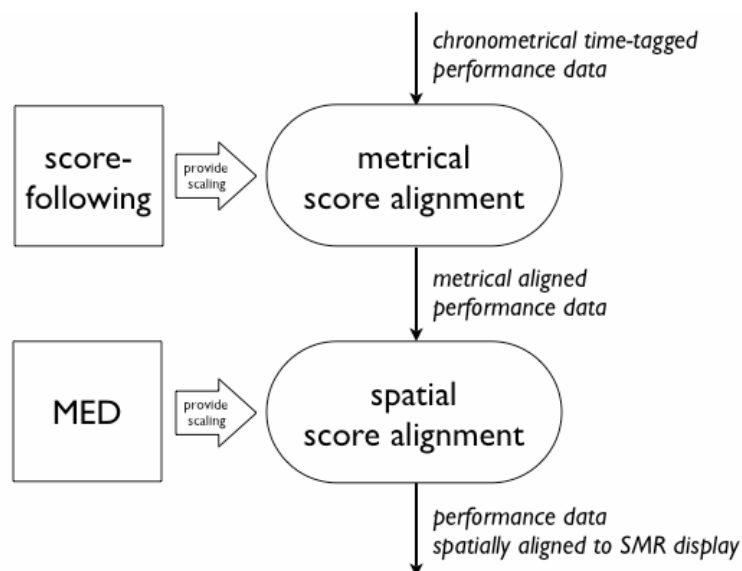 chronometrical time-tagged
performance data
score-
following
provide
scaling
metrical
score alignment
metrical aligned
performance data
MED
provide
scaling
spatial
score alignment
performance data
spatially aligned to SMR display